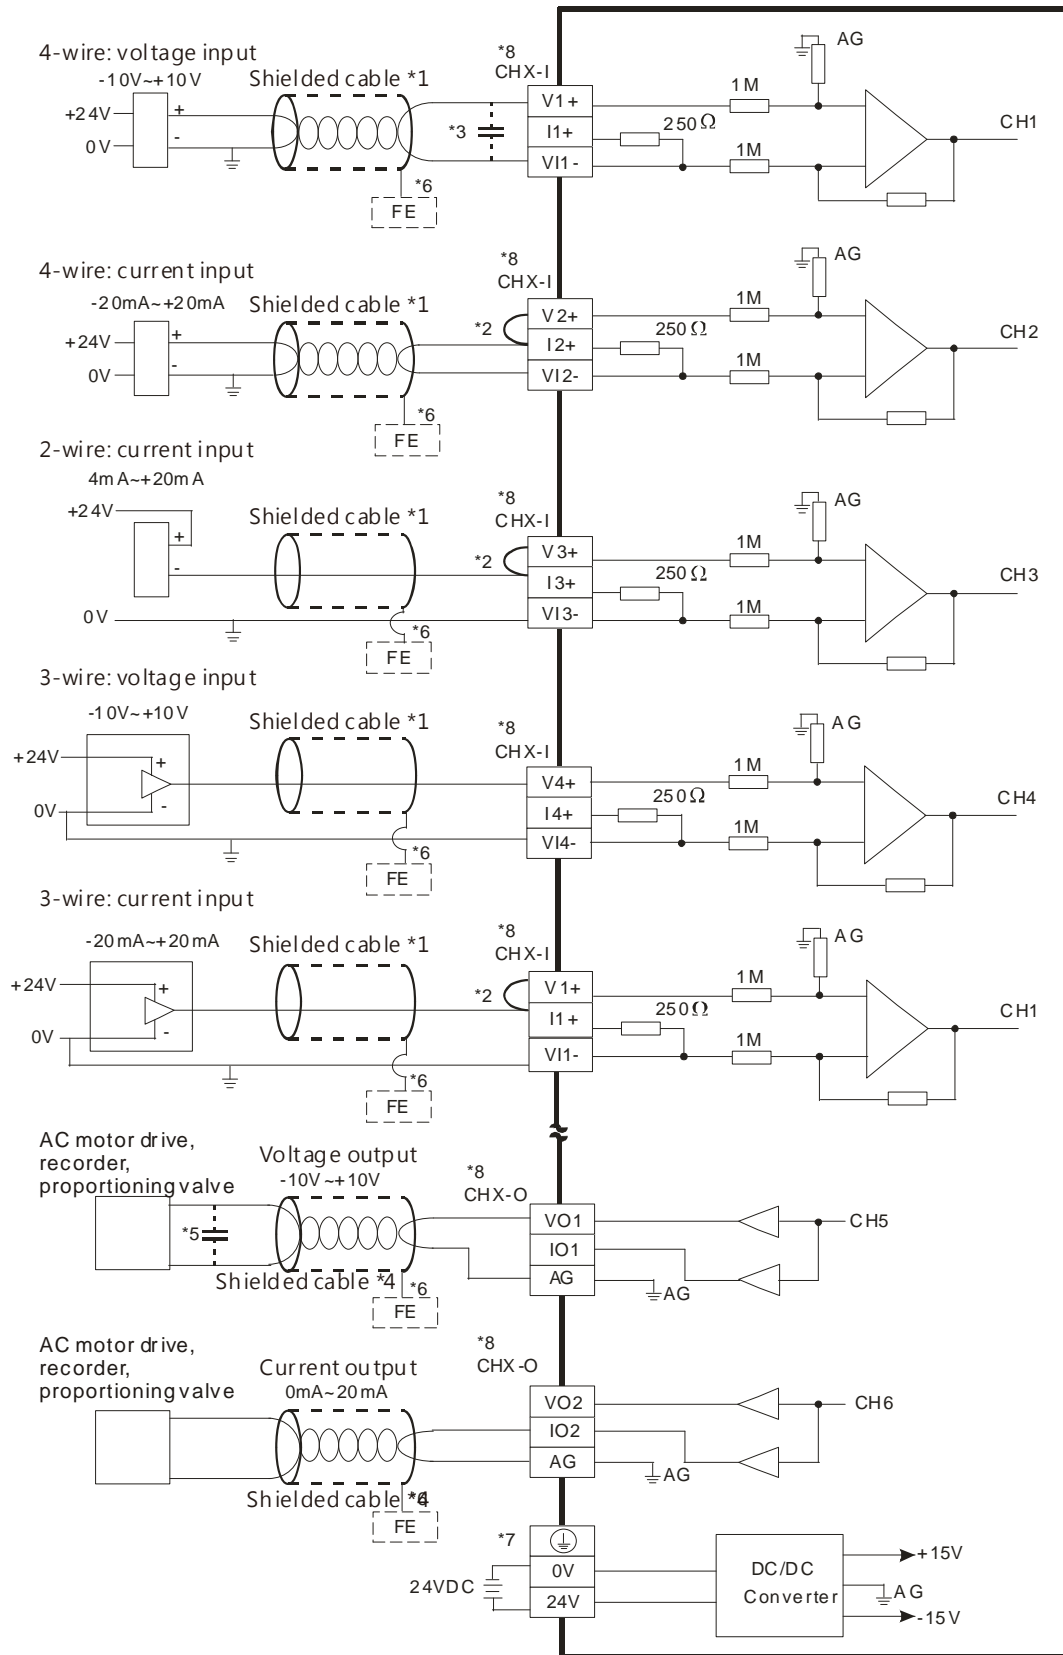 4-wire: voltage input
-10V~+10V
+24V
0V
+
-
Shielded cable *1
*3
*6
FE
*8
CHX-I
V1+
I1+
VI1-
250Ω
1M
1M
AG
CH1
4-wire: current input
-20mA~+20mA
+24V
0V
+
-
Shielded cable *1
*2
*6
FE
*8
CHX-I
V2+
I2+
VI2-
250Ω
1M
1M
AG
CH2
2-wire: current input
4mA~+20mA
+24V
+
-
0V
Shielded cable *1
*2
*6
FE
*8
CHX-I
V3+
I3+
VI3-
250Ω
1M
1M
AG
CH3
3-wire: voltage input
-10V~+10V
+24V
0V
+
-
Shielded cable *1
*6
FE
*8
CHX-I
V4+
I4+
VI4-
250Ω
1M
1M
AG
CH4
3-wire: current input
-20mA~+20mA
+24V
0V
+
-
Shielded cable *1
*2
*6
FE
*8
CHX-I
V1+
I1+
VI1-
250Ω
1M
1M
AG
CH1
AC motor drive,
recorder,
proportioning valve
*5
Voltage output
-10V~+10V
Shielded cable *4
*6
FE
*8
CHX-O
VO1
IO1
AG
AG
CH5
AC motor drive,
recorder,
proportioning valve
Current output
0mA~20mA
Shielded cable
FE
*8
CHX-O
VO2
IO2
AG
AG
CH6
*7
24VDC
0V
24V
DC/DC
Converter
+15V
AG
-15V